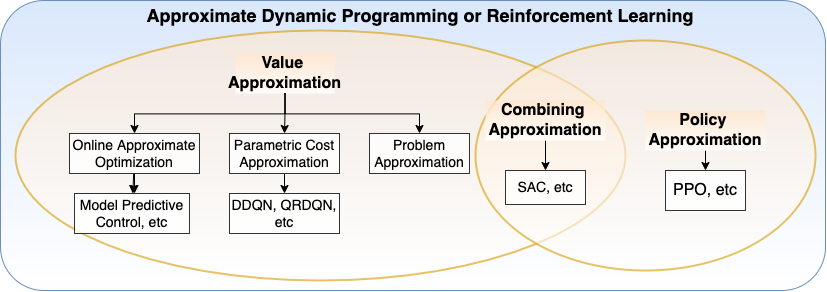 Approximate Dynamic Programming or Reinforcement Learning
Value
Approximation
Online Approximate
Optimization
Parametric Cost
Approximation
Problem
Approximation
Model Predictive
Control, etc
DDQN, QRDQN,
etc
Combining
Approximation
SAC, etc
Policy
Approximation
PPO, etc